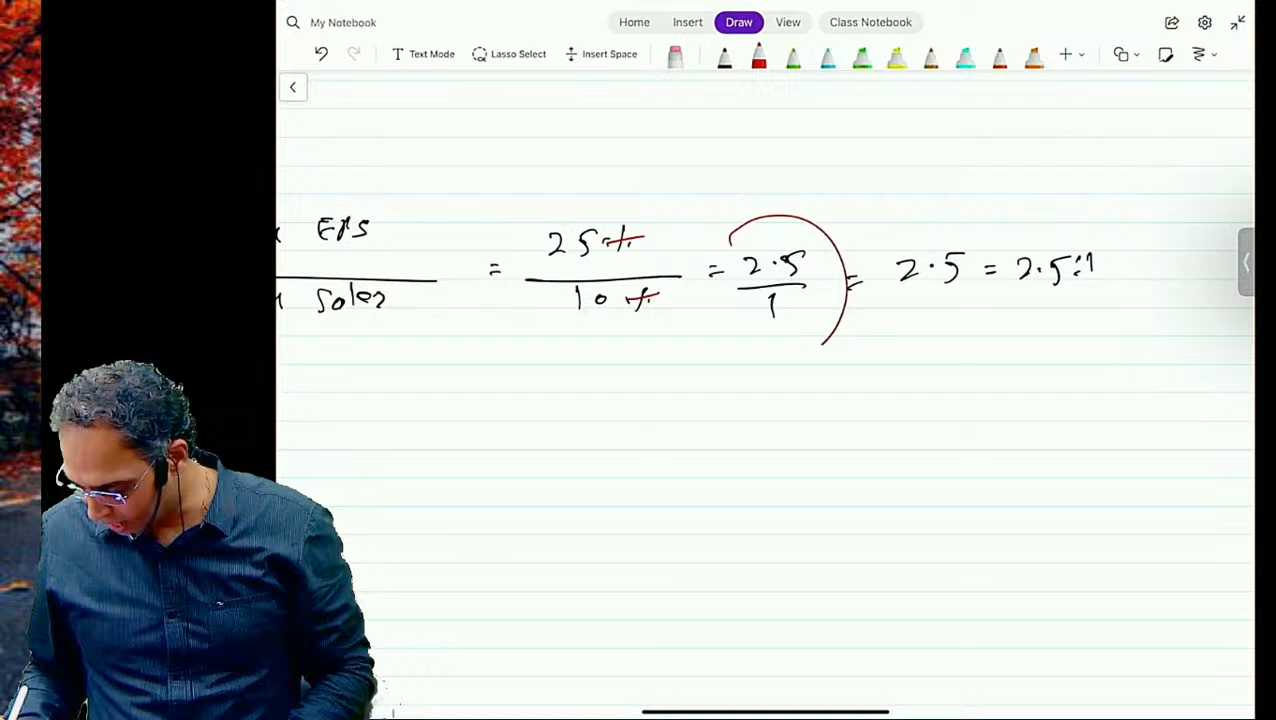 My Notebook
Home Insert Draw View Class Notebook
Text Mode Lasso Select Insert Space
EPS = 25% = 2.5 = 2.5 = 2.5:1
Sales 10% 1